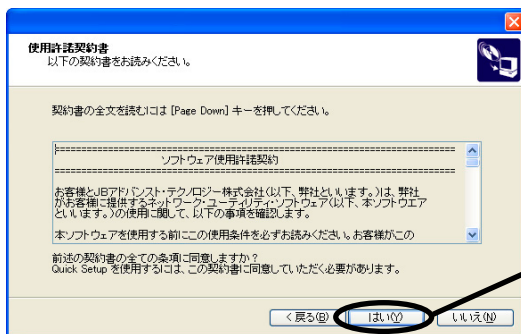 使用許諾契約書
以下の契約書をお読みください。
契約書の全文を読むには [Page Down] キーを押してください。
============================================================
ソフトウェア使用許諾契約
============================================================
お客様とJBアドバンスト・テクノロジー株式会社(以下、弊社といいます。)は、弊社
がお客様に提供するネットワーク・ユーティリティ・ソフトウェア(以下、本ソフトウエア
といいます。)の使用に関して、以下の事項を確認します。
本ソフトウェアを使用する前にこの使用条件を必ずお読みください。お客様がこの
前述の契約書の全ての条項に同意しますか?
Quick Setup を使用するには、この契約書に同意していただく必要があります。
< 戻る(B) はい(Y) いいえ(N)